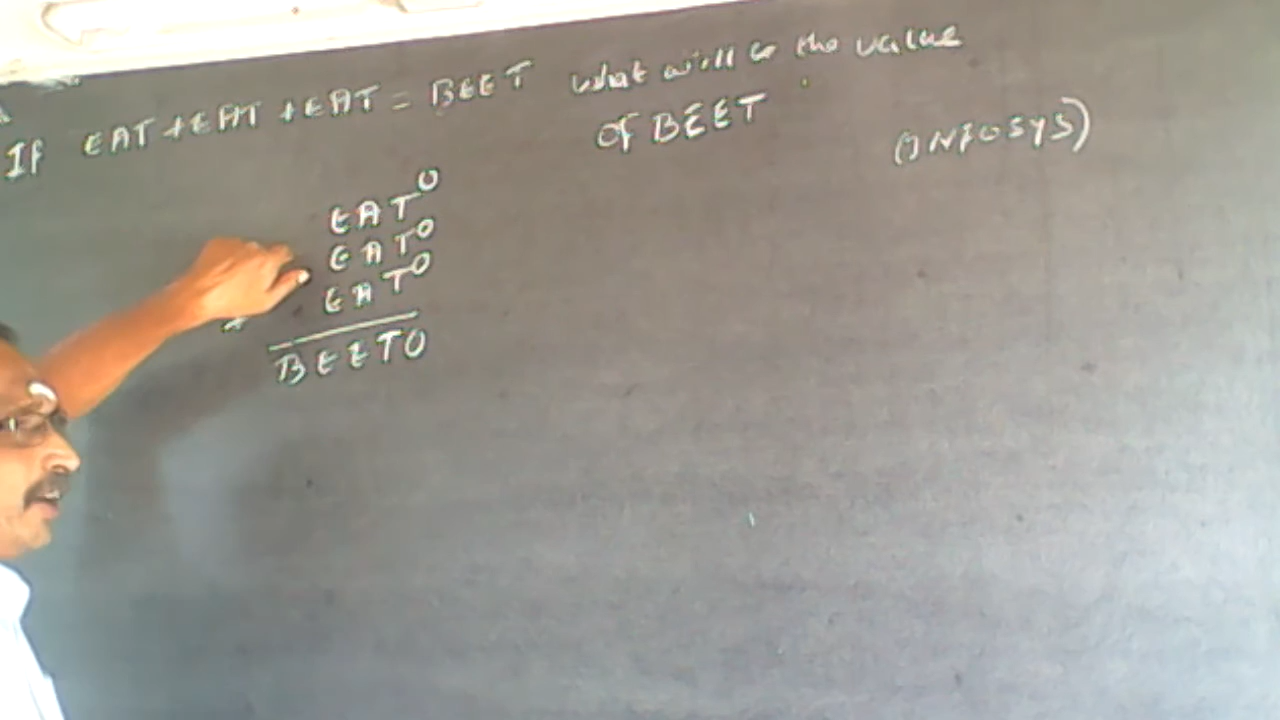 If EAT + EAT + EAT = BEET what will be the value
of BEET
(INFOSYS)
EAT0
EAT0
+ EAT0
BEET0